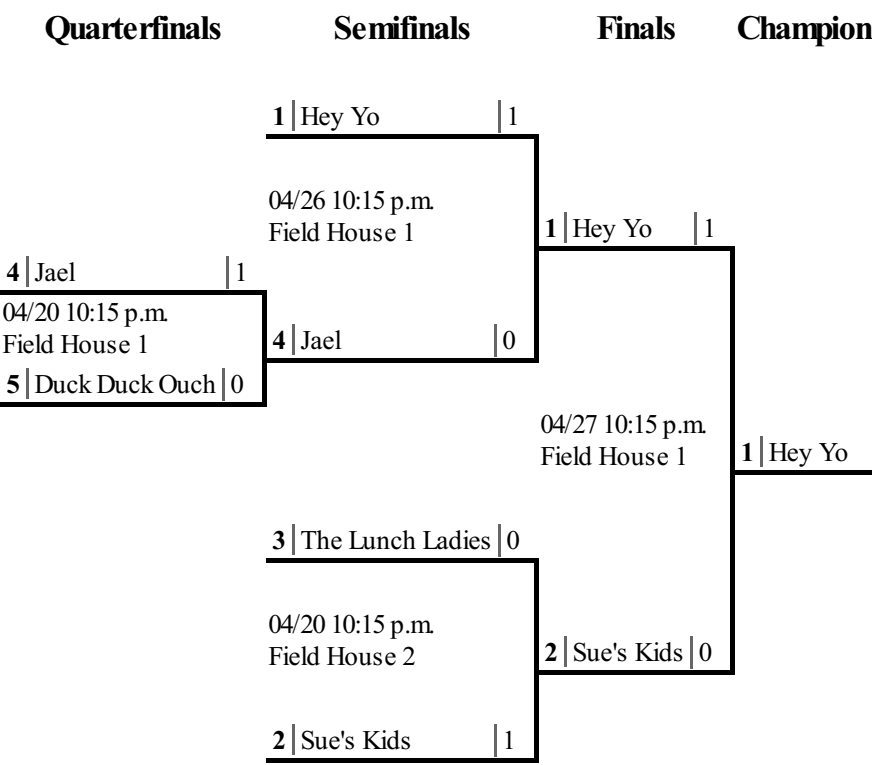 Quarterfinals Semifinals Finals Champion
1 Hey Yo 1
04/26 10:15 p.m.
Field House 1
1 Hey Yo 1
4 Jael 1
04/20 10:15 p.m.
Field House 1
4 Jael 0
5 Duck Duck Ouch 0
04/27 10:15 p.m.
Field House 1
1 Hey Yo
3 The Lunch Ladies 0
04/20 10:15 p.m.
Field House 2
2 Sue's Kids 0
2 Sue's Kids 1